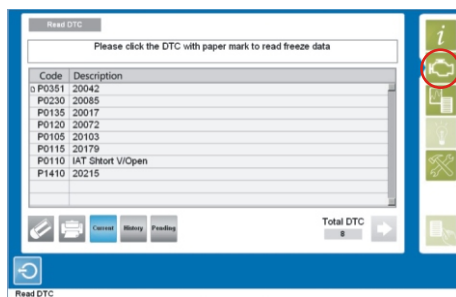 Read DTC
Please click the DTC with paper mark to read freeze data
Code Description
P0351 20042
P0230 20085
P0135 20017
P0120 20072
P0105 20103
P0115 20179
P0110 IAT Shtort V/Open
P1410 20215
Current History Pending
Total DTC
8
i
Read DTC